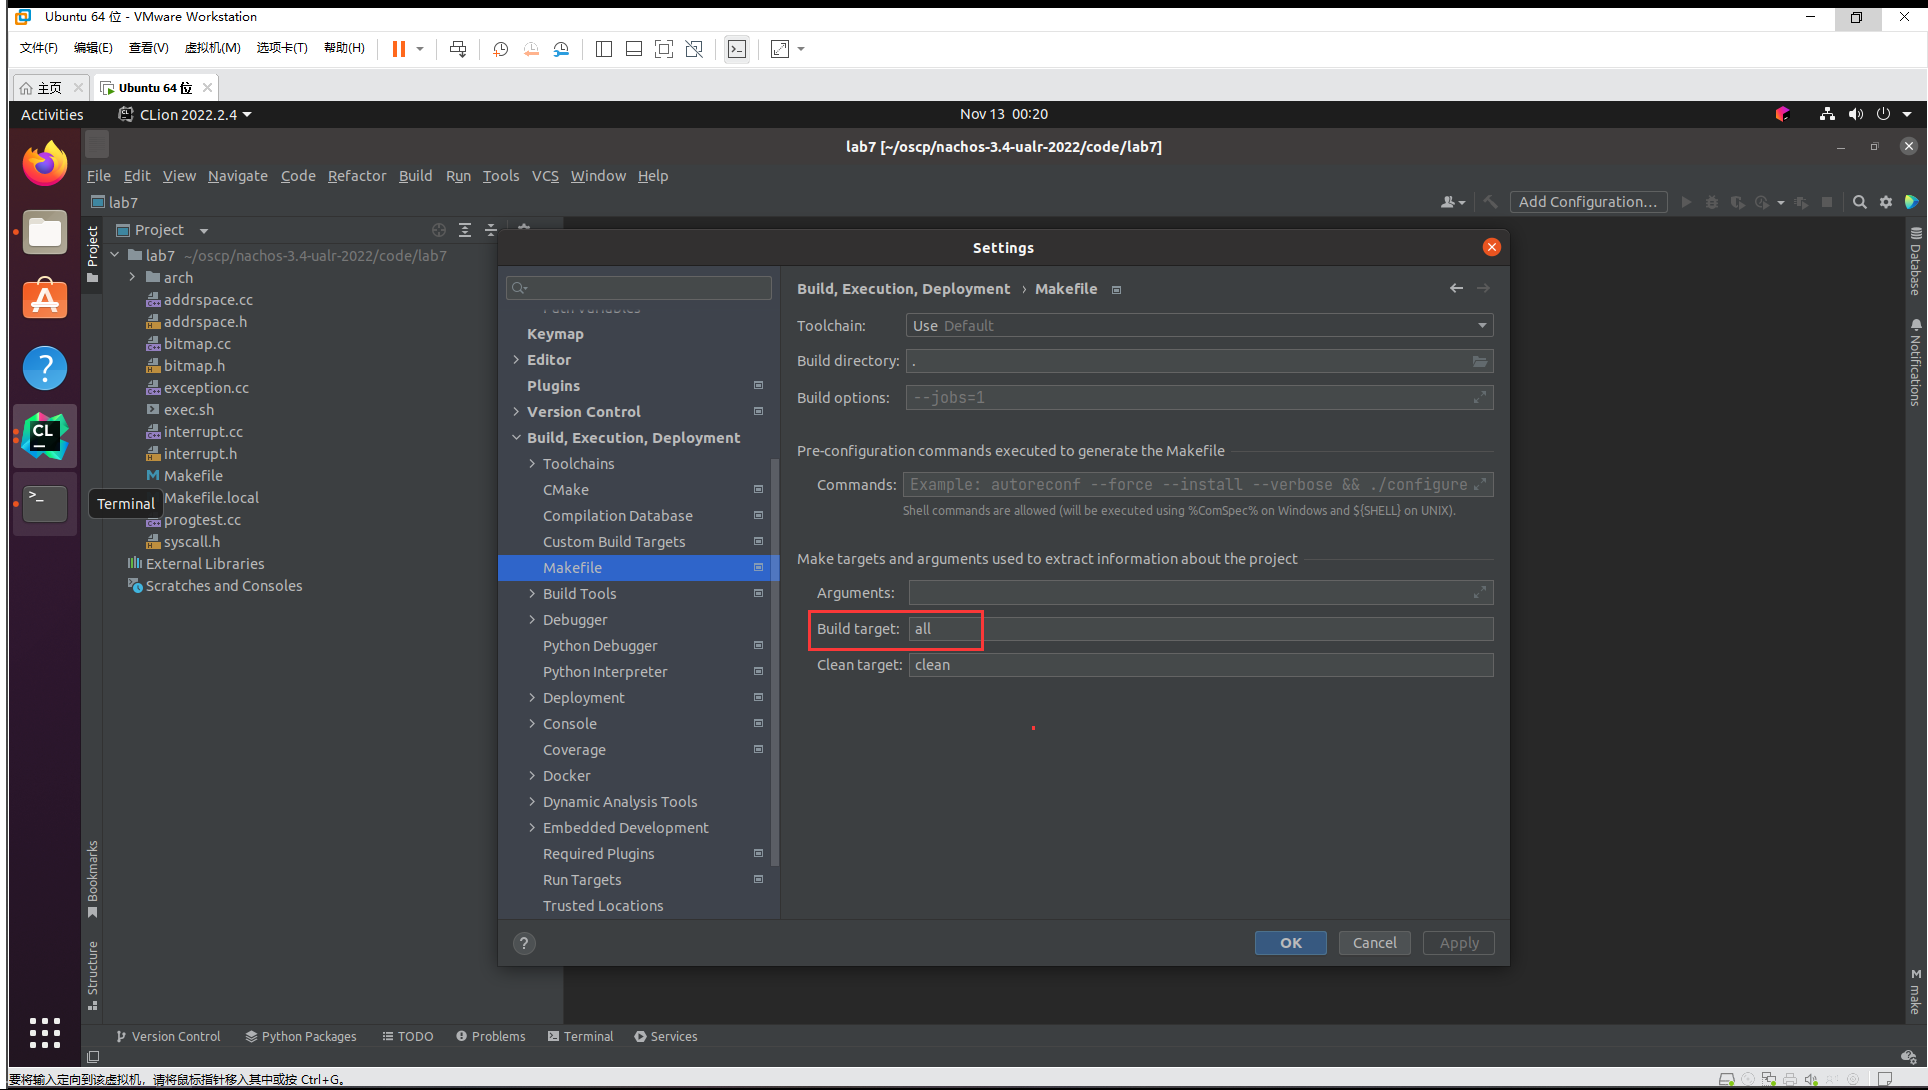 Ubuntu 64 位 - VMware Workstation
文件(F) 编辑(E) 查看(V) 虚拟机(M) 选项卡(T) 帮助(H)
主页 Ubuntu 64 位
Activities CLion 2022.2.4 Nov 13 00:20
lab7 [~/oscp/nachos-3.4-ualr-2022/code/lab7]
File Edit View Navigate Code Refactor Build Run Tools VCS Window Help
lab7 Add Configuration...
Project
Project
lab7 ~/oscp/nachos-3.4-ualr-2022/code/lab7
arch
addrspace.cc
addrspace.h
bitmap.cc
bitmap.h
exception.cc
exec.sh
interrupt.cc
interrupt.h
Makefile
Makefile.local
Terminal
progtest.cc
syscall.h
External Libraries
Scratches and Consoles
Bookmarks
Structure
Settings
Path Variables
Keymap
Editor
Plugins
Version Control
Build, Execution, Deployment
Toolchains
CMake
Compilation Database
Custom Build Targets
Makefile
Build Tools
Debugger
Python Debugger
Python Interpreter
Deployment
Console
Coverage
Docker
Dynamic Analysis Tools
Embedded Development
Required Plugins
Run Targets
Trusted Locations
Build, Execution, Deployment › Makefile
Toolchain: Use Default
Build directory: .
Build options: --jobs=1
Pre-configuration commands executed to generate the Makefile
Commands: Example: autoreconf --force --install --verbose && ./configure
Shell commands are allowed (will be executed using %ComSpec% on Windows and ${SHELL} on UNIX).
Make targets and arguments used to extract information about the project
Arguments:
Build target: all
Clean target: clean
? OK Cancel Apply
Database
Notifications
make
Version Control Python Packages TODO Problems Terminal Services
要将输入定向到该虚拟机，请将鼠标指针移入其中或按 Ctrl+G。